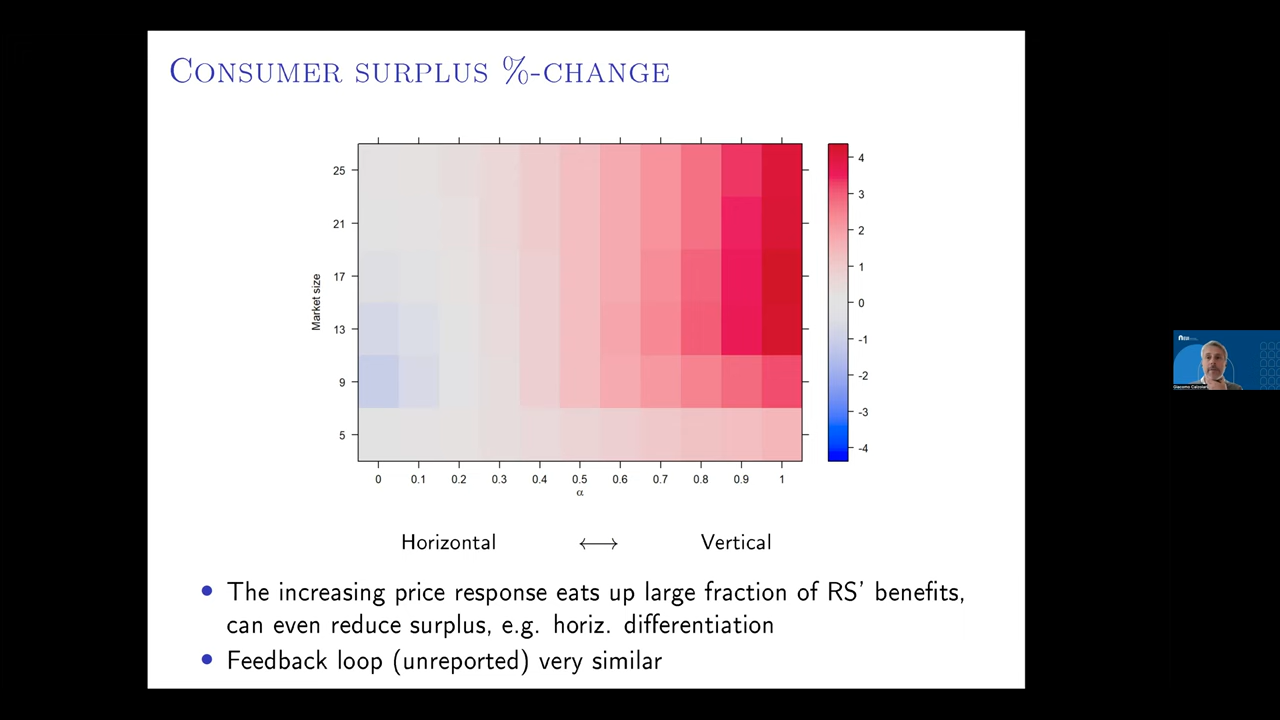 CONSUMER SURPLUS %-CHANGE
25
21
17
13
9
5
Market size
0 0.1 0.2 0.3 0.4 0.5 0.6 0.7 0.8 0.9 1
α
4
3
2
1
0
-1
-2
-3
-4
Horizontal ⟷ Vertical
• The increasing price response eats up large fraction of RS' benefits,
can even reduce surplus, e.g. horiz. differentiation
• Feedback loop (unreported) very similar